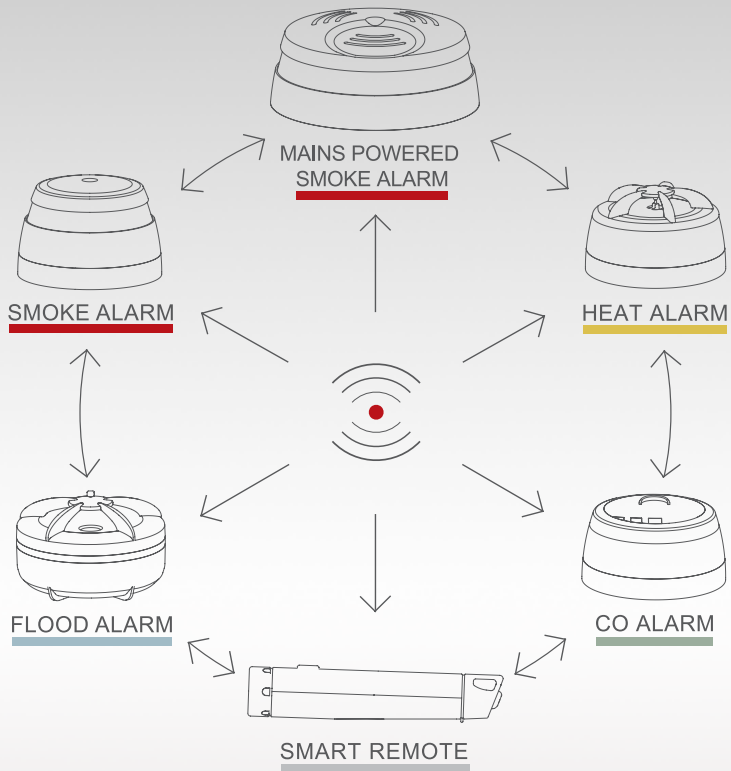 MAINS POWERED
SMOKE ALARM
SMOKE ALARM
HEAT ALARM
FLOOD ALARM
CO ALARM
SMART REMOTE